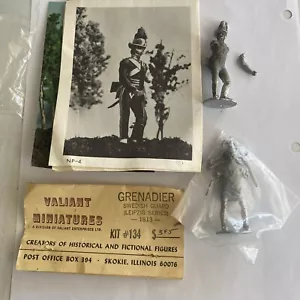 NP-4
VALIANT
MINIATURES
A DIVISION OF VALIANT ENTERPRISES LTD.
GRENADIER
SWEDISH GUARD
LEIPZIG
1813
KIT #134
CREATORS OF HISTORICAL AND FICTIONAL FIGURES
POST OFFICE BOX 394 - SKOKIE, ILLINOIS 60076